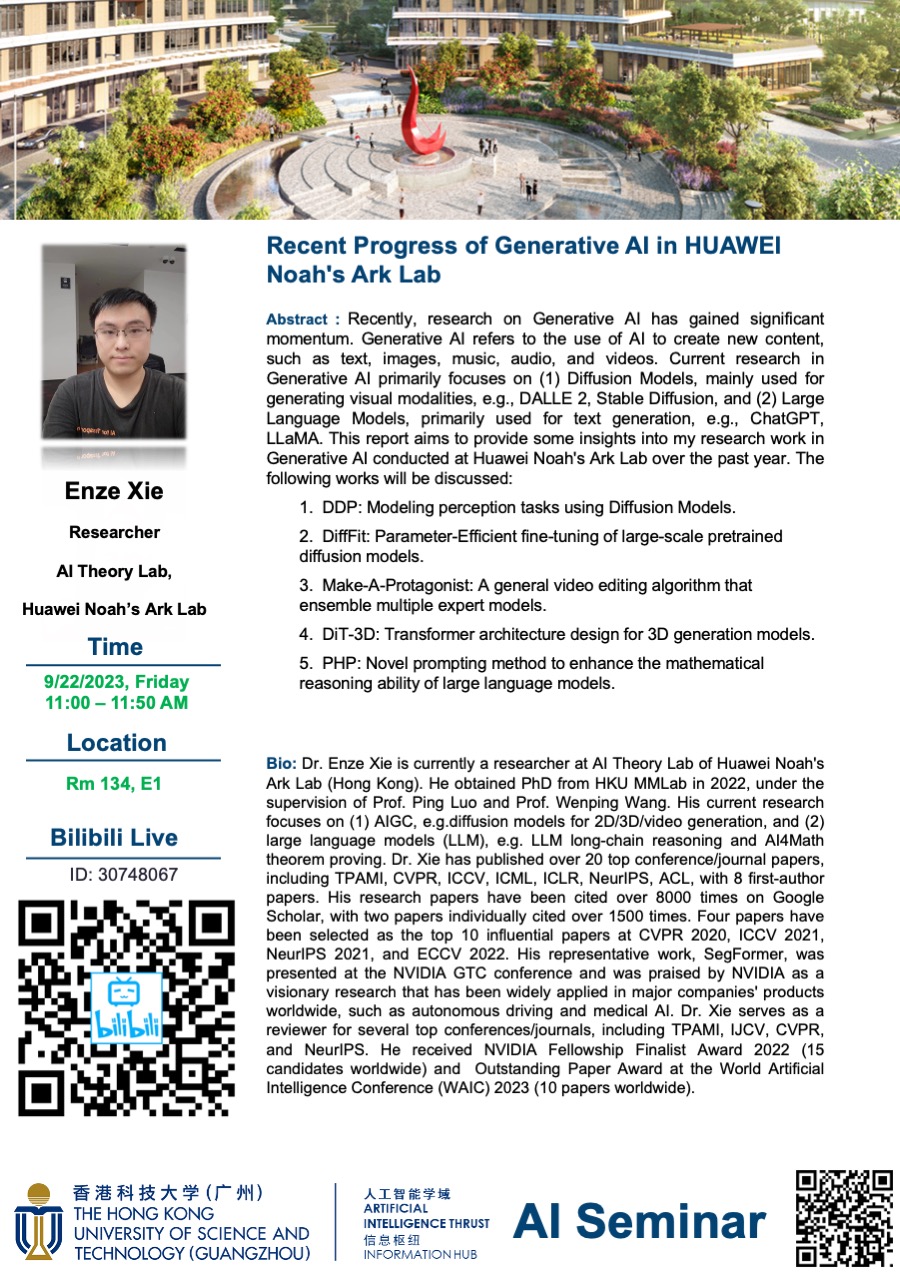 Recent Progress of Generative AI in HUAWEI
Noah's Ark Lab
Abstract : Recently, research on Generative AI has gained significant
momentum. Generative AI refers to the use of AI to create new content,
such as text, images, music, audio, and videos. Current research in
Generative AI primarily focuses on (1) Diffusion Models, mainly used for
generating visual modalities, e.g., DALLE 2, Stable Diffusion, and (2) Large
Language Models, primarily used for text generation, e.g., ChatGPT,
LLaMA. This report aims to provide some insights into my research work in
Generative AI conducted at Huawei Noah's Ark Lab over the past year. The
following works will be discussed:
1. DDP: Modeling perception tasks using Diffusion Models.
2. DiffFit: Parameter-Efficient fine-tuning of large-scale pretrained
diffusion models.
3. Make-A-Protagonist: A general video editing algorithm that
ensemble multiple expert models.
4. DiT-3D: Transformer architecture design for 3D generation models.
5. PHP: Novel prompting method to enhance the mathematical
reasoning ability of large language models.
Enze Xie
Researcher
AI Theory Lab,
Huawei Noah’s Ark Lab
Time
9/22/2023, Friday
11:00 – 11:50 AM
Location
Rm 134, E1
Bilibili Live
ID: 30748067
bilibili
Bio: Dr. Enze Xie is currently a researcher at AI Theory Lab of Huawei Noah's
Ark Lab (Hong Kong). He obtained PhD from HKU MMLab in 2022, under the
supervision of Prof. Ping Luo and Prof. Wenping Wang. His current research
focuses on (1) AIGC, e.g.diffusion models for 2D/3D/video generation, and (2)
large language models (LLM), e.g. LLM long-chain reasoning and AI4Math
theorem proving. Dr. Xie has published over 20 top conference/journal papers,
including TPAMI, CVPR, ICCV, ICML, ICLR, NeurIPS, ACL, with 8 first-author
papers. His research papers have been cited over 8000 times on Google
Scholar, with two papers individually cited over 1500 times. Four papers have
been selected as the top 10 influential papers at CVPR 2020, ICCV 2021,
NeurIPS 2021, and ECCV 2022. His representative work, SegFormer, was
presented at the NVIDIA GTC conference and was praised by NVIDIA as a
visionary research that has been widely applied in major companies' products
worldwide, such as autonomous driving and medical AI. Dr. Xie serves as a
reviewer for several top conferences/journals, including TPAMI, IJCV, CVPR,
and NeurIPS. He received NVIDIA Fellowship Finalist Award 2022 (15
candidates worldwide) and Outstanding Paper Award at the World Artificial
Intelligence Conference (WAIC) 2023 (10 papers worldwide).
香港科技大学(广州)
THE HONG KONG
UNIVERSITY OF SCIENCE AND
TECHNOLOGY (GUANGZHOU)
人工智能学域
ARTIFICIAL
INTELLIGENCE THRUST
信息枢纽
INFORMATION HUB
AI Seminar